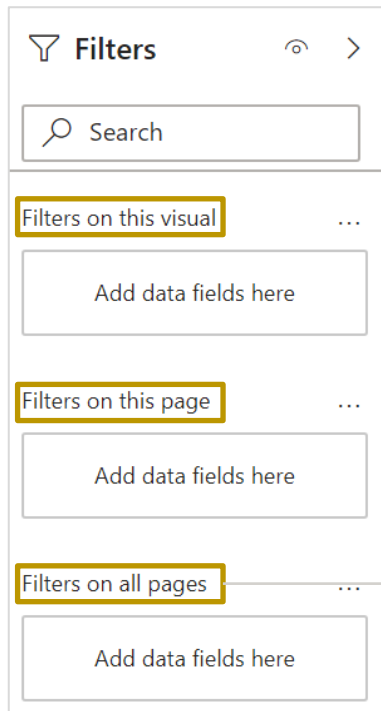 Filters
Search
Filters on this visual ...
Add data fields here
Filters on this page ...
Add data fields here
Filters on all pages ...
Add data fields here